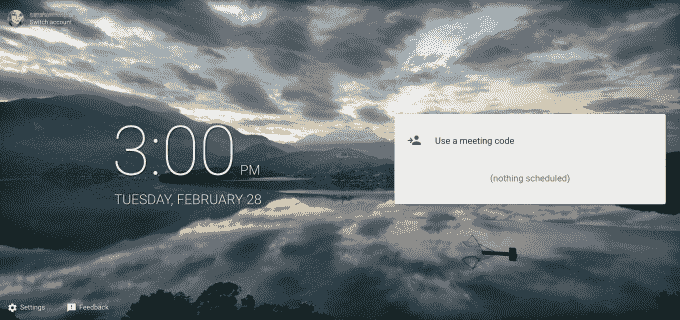 Switch account
3:00 PM
TUESDAY, FEBRUARY 28
Use a meeting code
(nothing scheduled)
Settings
Feedback